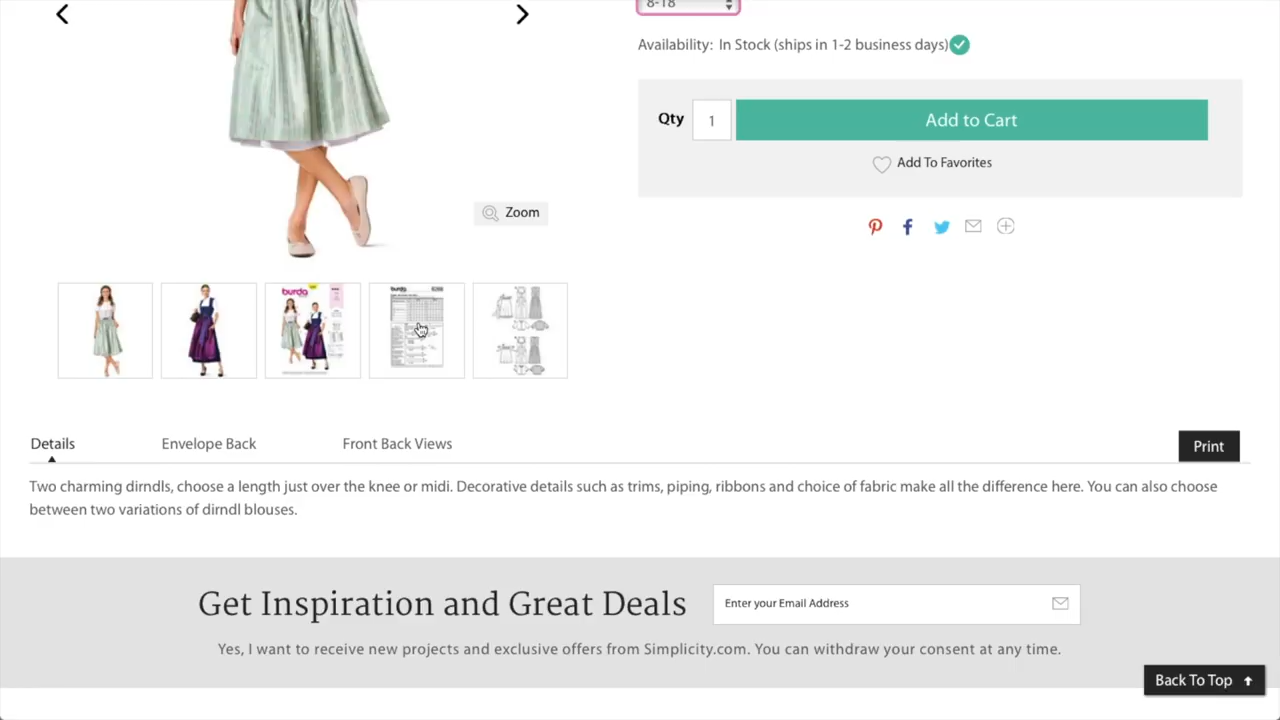 8-18
Availability: In Stock (ships in 1-2 business days)
Qty 1 Add to Cart
Add To Favorites
Zoom
burda
burda
Details Envelope Back Front Back Views Print
Two charming dirndls, choose a length just over the knee or midi. Decorative details such as trims, piping, ribbons and choice of fabric make all the difference here. You can also choose
between two variations of dirndl blouses.
Get Inspiration and Great Deals
Enter your Email Address
Yes, I want to receive new projects and exclusive offers from Simplicity.com. You can withdraw your consent at any time.
Back To Top